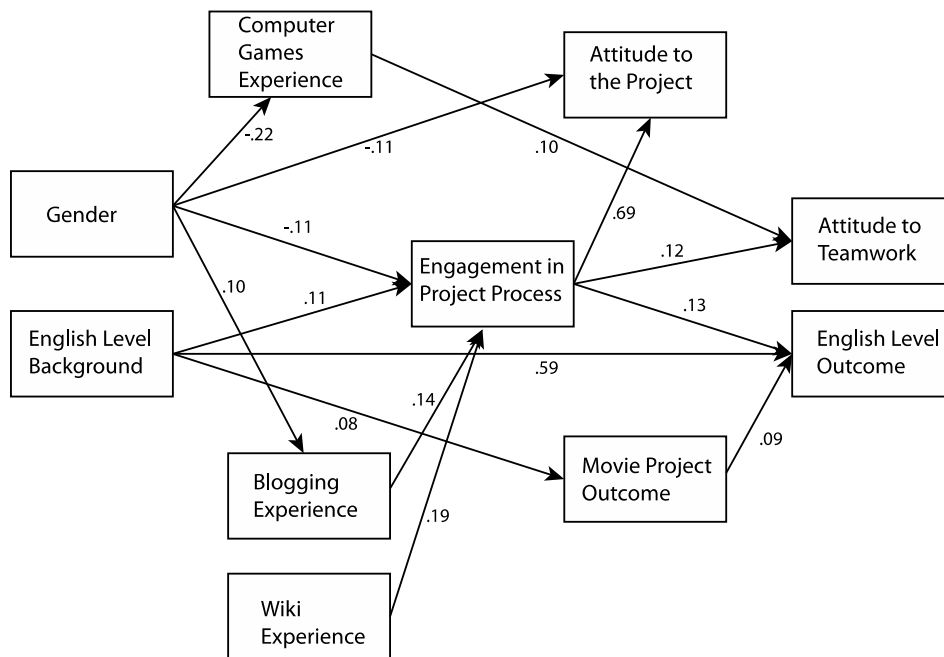 Computer
Games
Experience
Attitude to
the Project
-.22
-.11
.10
Gender
.69
Attitude to
Teamwork
-.11
Engagement in
Project Process
.12
.10
.11
.13
English Level
Background
English Level
Outcome
.59
.14
.08
.09
Movie Project
Outcome
Blogging
Experience
.19
Wiki
Experience